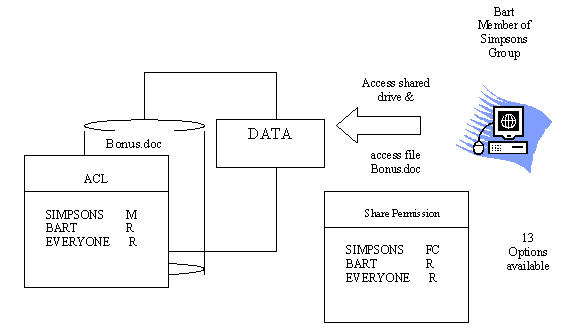 Bart
Member of
Simpsons
Group
Access shared
drive &
DATA
access file
Bonus.doc
Bonus.doc
ACL
SIMPSONS M
BART R
EVERYONE R
Share Permission
SIMPSONS FC
BART R
EVERYONE R
13
Options
available